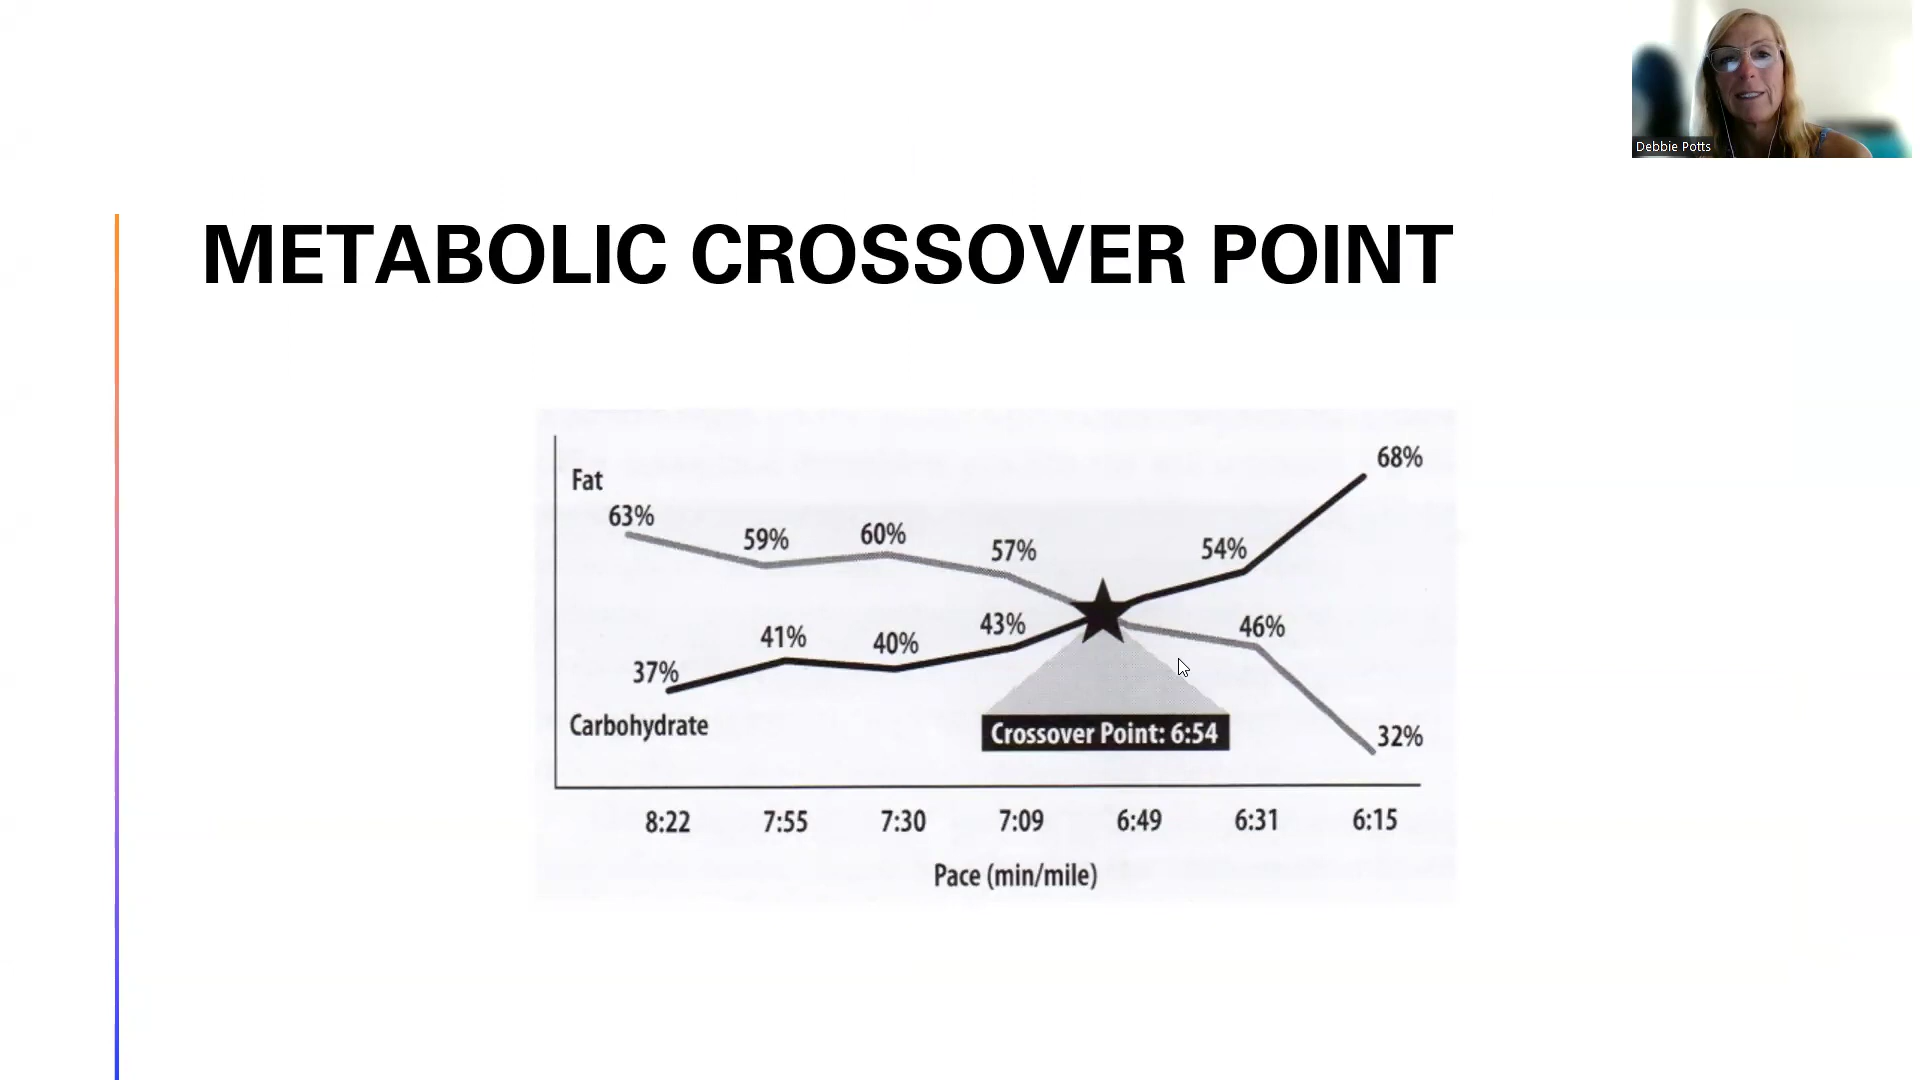 Debbie Potts
METABOLIC CROSSOVER POINT
Fat
68%
63%
59%
60%
57%
54%
37%
41%
40%
43%
46%
32%
Carbohydrate
Crossover Point: 6:54
8:22 7:55 7:30 7:09 6:49 6:31 6:15
Pace (min/mile)